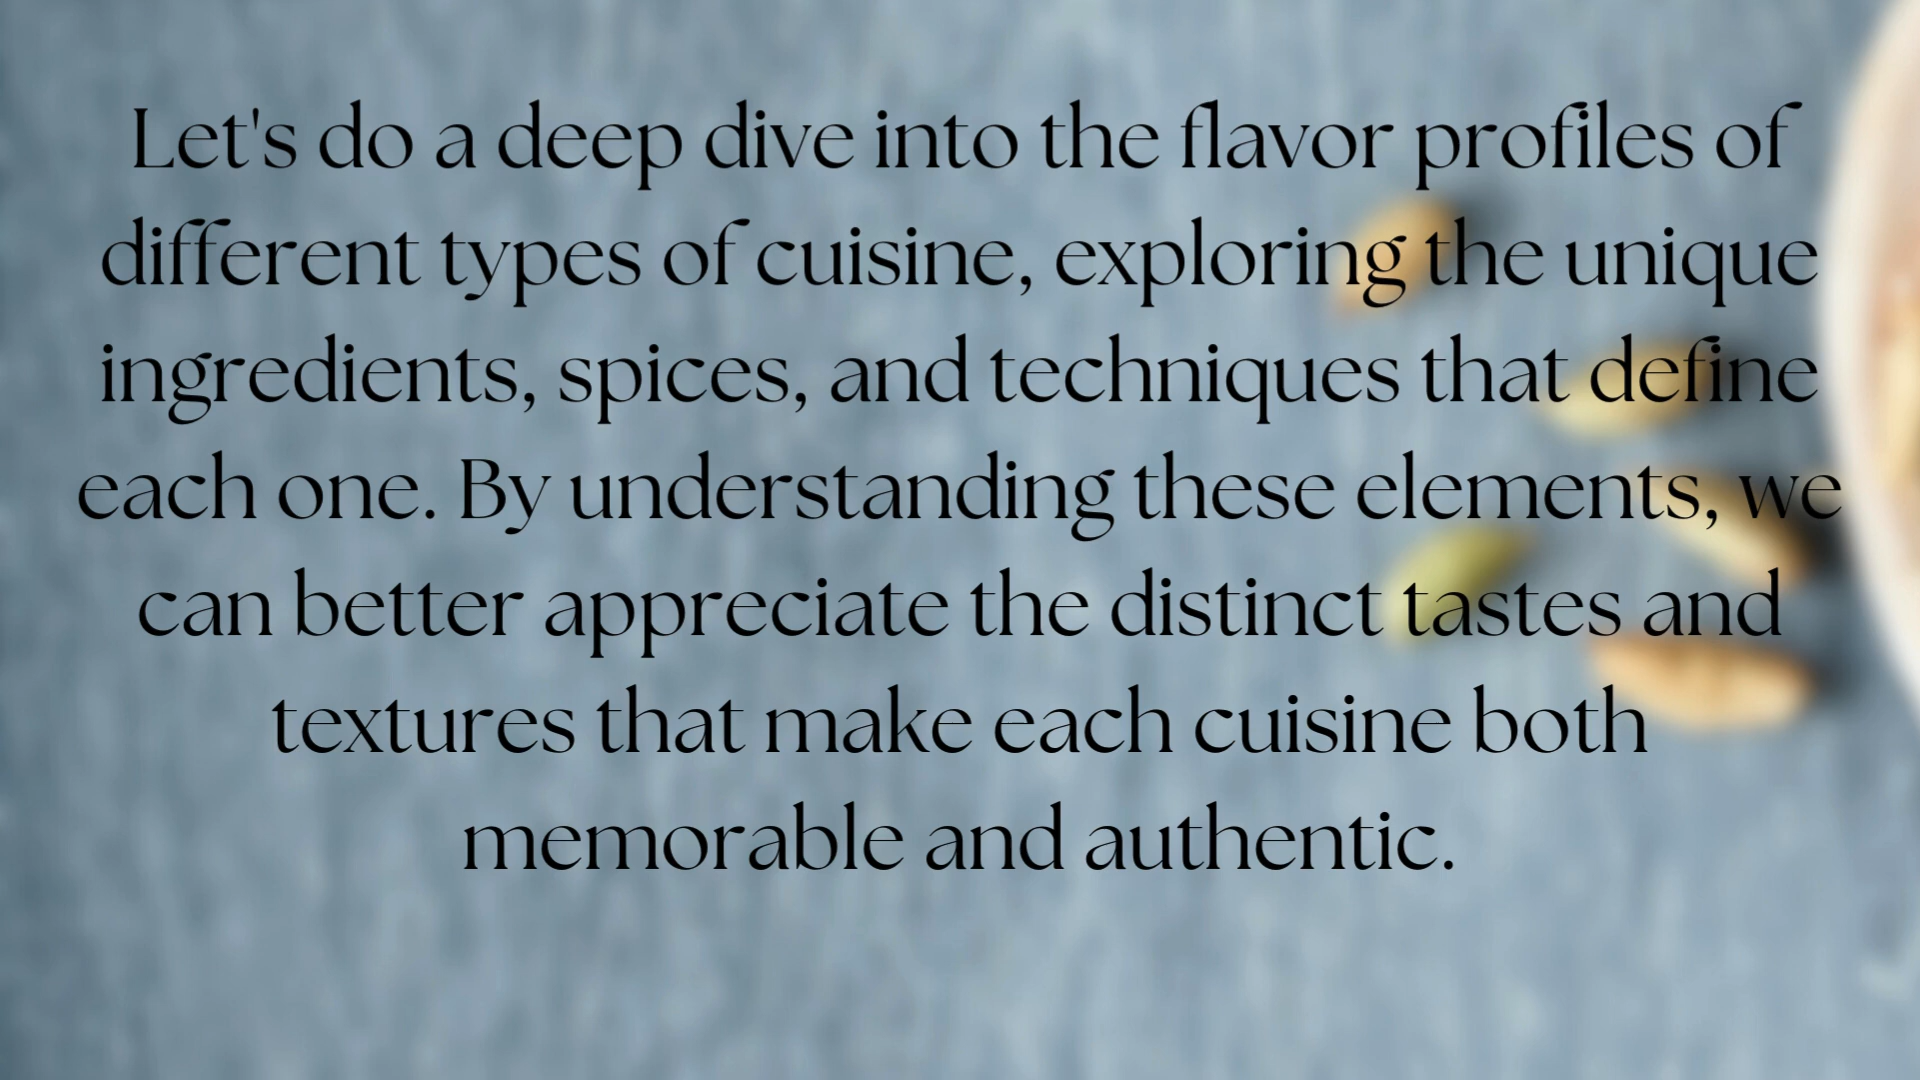 Let's do a deep dive into the flavor profiles of
different types of cuisine, exploring the unique
ingredients, spices, and techniques that define
each one. By understanding these elements, we
can better appreciate the distinct tastes and
textures that make each cuisine both
memorable and authentic.